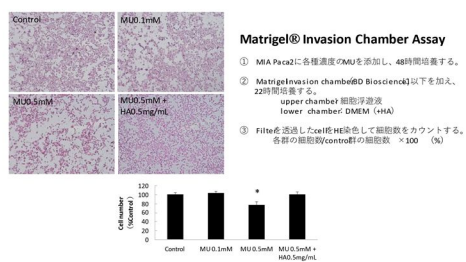 Control
MU0.1mM
MU0.5mM
MU0.5mM +
HA0.5mg/mL
Matrigel® Invasion Chamber Assay
① MIA Paca2に各種濃度のMUを添加し、48時間培養する。
② Matrigel Invasion chamber(BD Bioscience)に以下を加え、
22時間培養する。
upper chamber: 細胞浮遊液
lower chamber: DMEM（+HA）
③ Filterを透過したcellをHE染色して細胞数をカウントする。
各群の細胞数/control群の細胞数 ×100 （%）
Cell number
(%Control)
120
100
80
60
40
20
0
*
Control
MU 0.1mM
MU 0.5mM
MU 0.5mM +
HA0.5mg/mL